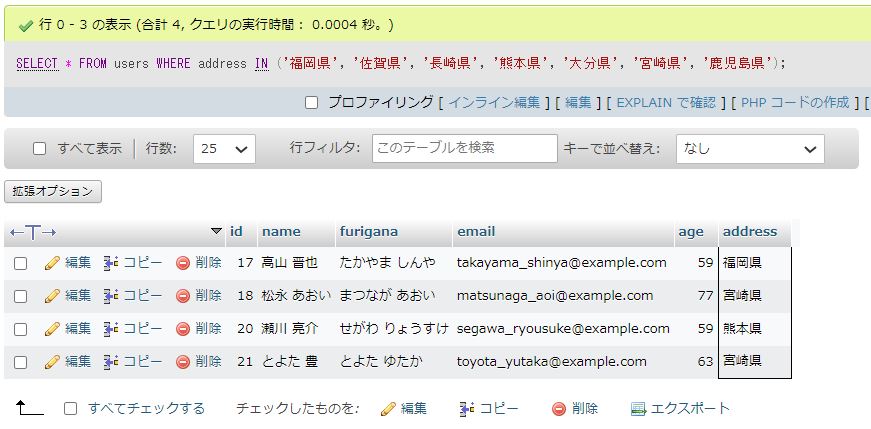 行 0 - 3 の表示 (合計 4, クエリの実行時間： 0.0004 秒。)
SELECT * FROM users WHERE address IN ('福岡県', '佐賀県', '長崎県', '熊本県', '大分県', '宮崎県', '鹿児島県');
プロファイリング [ インライン編集 ] [ 編集 ] [ EXPLAIN で確認 ] [ PHP コードの作成 ] [
すべて表示 行数: 25 行フィルタ: このテーブルを検索 キーで並べ替え: なし
拡張オプション
←T→ id name furigana email age address
編集 コピー 削除 17 高山 晋也 たかやま しんや takayama_shinya@example.com 59 福岡県
編集 コピー 削除 18 松永 あおい まつなが あおい matsunaga_aoi@example.com 77 宮崎県
編集 コピー 削除 20 瀬川 亮介 せがわ りょうすけ segawa_ryousuke@example.com 59 熊本県
編集 コピー 削除 21 とよた 豊 とよた ゆたか toyota_yutaka@example.com 63 宮崎県
すべてチェックする チェックしたものを: 編集 コピー 削除 エクスポート